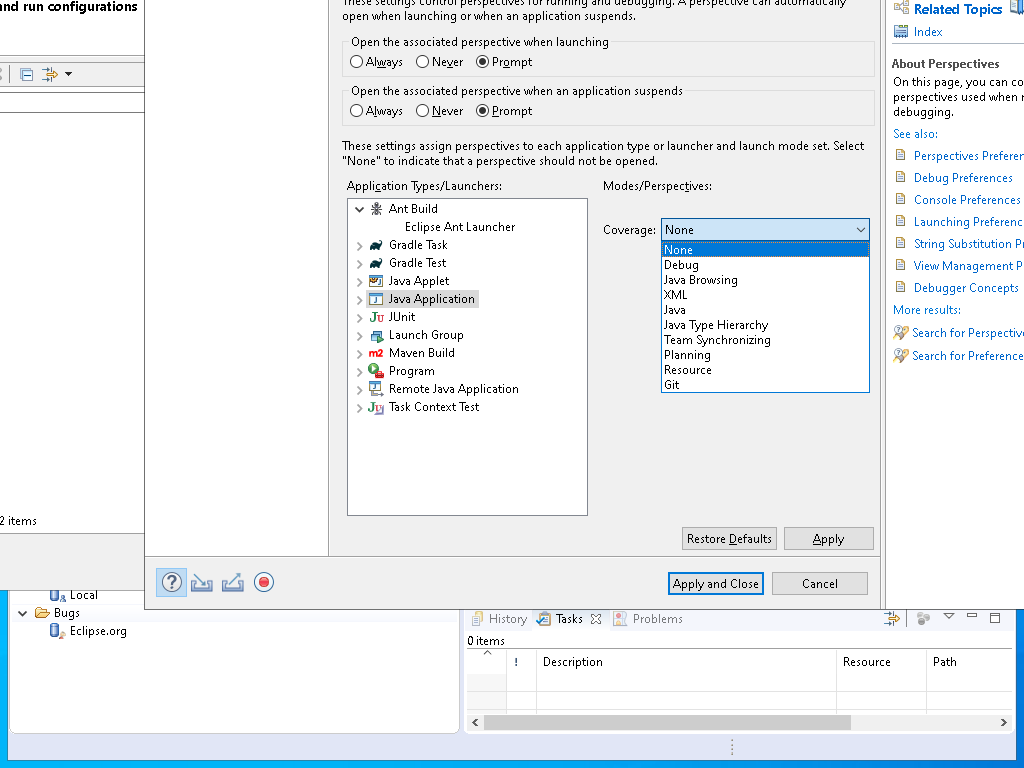 and run configurations
2 items
These settings control perspectives for running and debugging. A perspective can automatically
open when launching or when an application suspends.
Open the associated perspective when launching
Always
Never
Prompt
Open the associated perspective when an application suspends
Always
Never
Prompt
These settings assign perspectives to each application type or launcher and launch mode set. Select
"None" to indicate that a perspective should not be opened.
Application Types/Launchers:
Ant Build
Eclipse Ant Launcher
Gradle Task
Gradle Test
Java Applet
Java Application
JUnit
Launch Group
Maven Build
Program
Remote Java Application
Task Context Test
Modes/Perspectives:
Coverage:
None
None
Debug
Java Browsing
XML
Java
Java Type Hierarchy
Team Synchronizing
Planning
Resource
Git
Restore Defaults
Apply
Apply and Close
Cancel
Related Topics
Index
About Perspectives
On this page, you can co
perspectives used when r
debugging.
See also:
Perspectives Preferen
Debug Preferences
Console Preferences
Launching Preferenc
String Substitution P
View Management P
Debugger Concepts
More results:
Search for Perspective
Search for Preference
Local
Bugs
Eclipse.org
History
Tasks
Problems
0 items
!
Description
Resource
Path